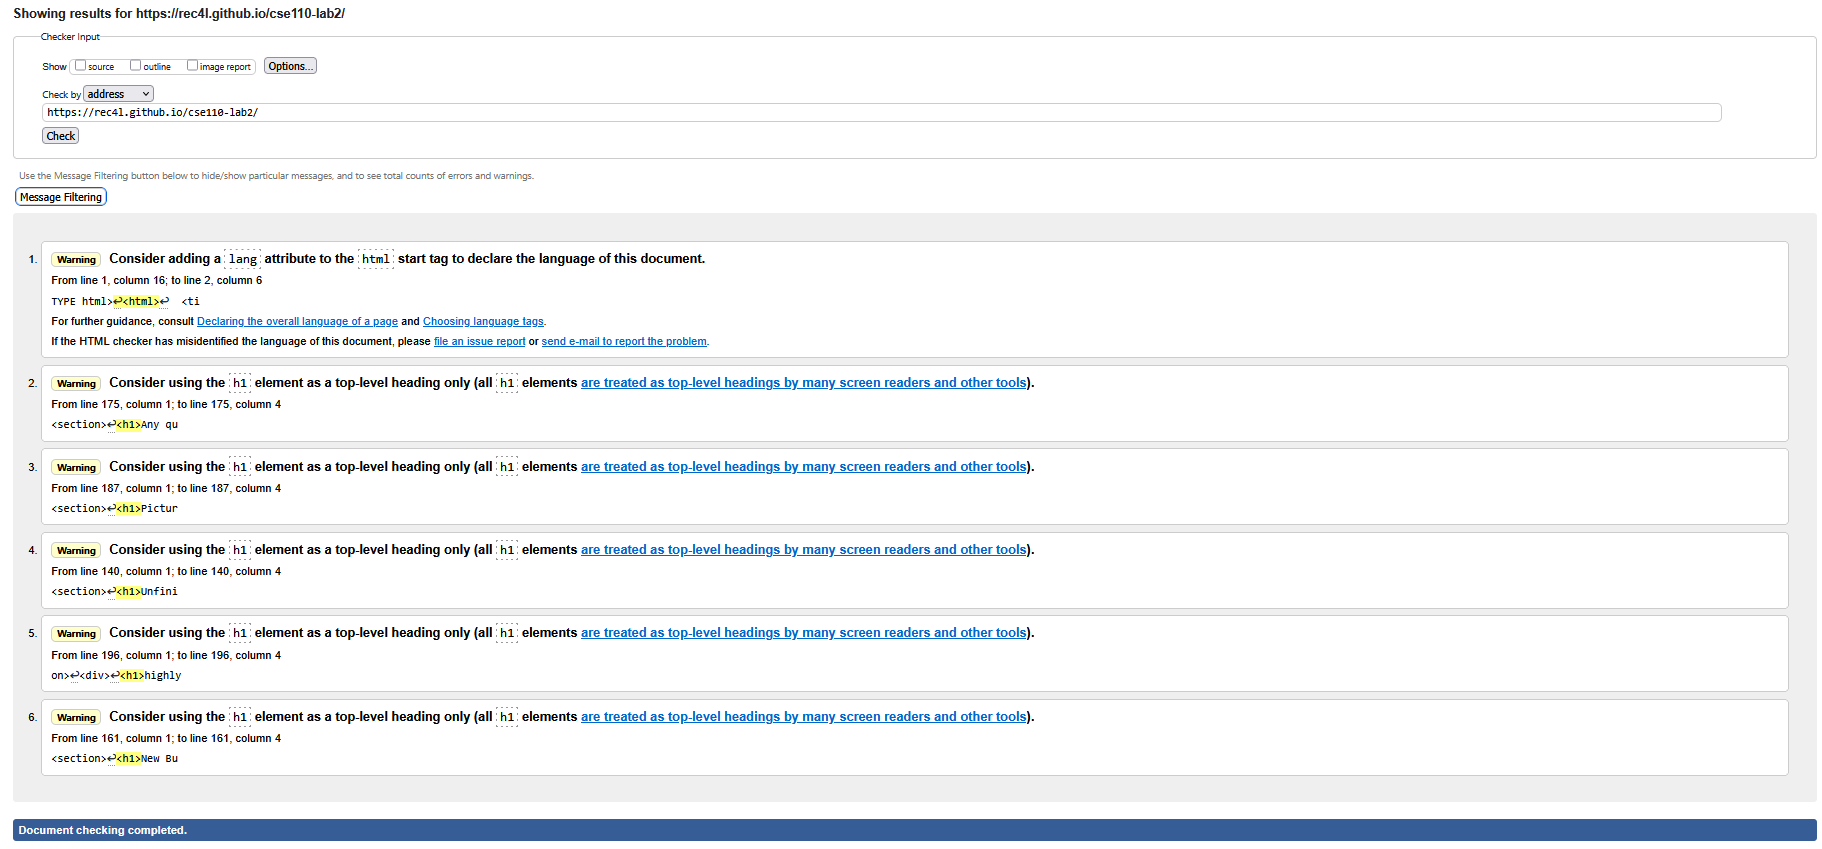 Showing results for https://rec4l.github.io/cse110-lab2/
Checker Input
Show source outline image report Options...
Check by address
https://rec4l.github.io/cse110-lab2/
Check
Use the Message Filtering button below to hide/show particular messages, and to see total counts of errors and warnings.
Message Filtering
1. Warning Consider adding a lang attribute to the html start tag to declare the language of this document.
From line 1, column 16; to line 2, column 6
TYPE html>↩<html>↩  <ti
For further guidance, consult Declaring the overall language of a page and Choosing language tags.
If the HTML checker has misidentified the language of this document, please file an issue report or send e-mail to report the problem.
2. Warning Consider using the h1 element as a top-level heading only (all h1 elements are treated as top-level headings by many screen readers and other tools).
From line 175, column 1; to line 175, column 4
<section>↩<h1>Any qu
3. Warning Consider using the h1 element as a top-level heading only (all h1 elements are treated as top-level headings by many screen readers and other tools).
From line 187, column 1; to line 187, column 4
<section>↩<h1>Pictur
4. Warning Consider using the h1 element as a top-level heading only (all h1 elements are treated as top-level headings by many screen readers and other tools).
From line 140, column 1; to line 140, column 4
<section>↩<h1>Unfini
5. Warning Consider using the h1 element as a top-level heading only (all h1 elements are treated as top-level headings by many screen readers and other tools).
From line 196, column 1; to line 196, column 4
on>↩<div>↩<h1>highly
6. Warning Consider using the h1 element as a top-level heading only (all h1 elements are treated as top-level headings by many screen readers and other tools).
From line 161, column 1; to line 161, column 4
<section>↩<h1>New Bu
Document checking completed.